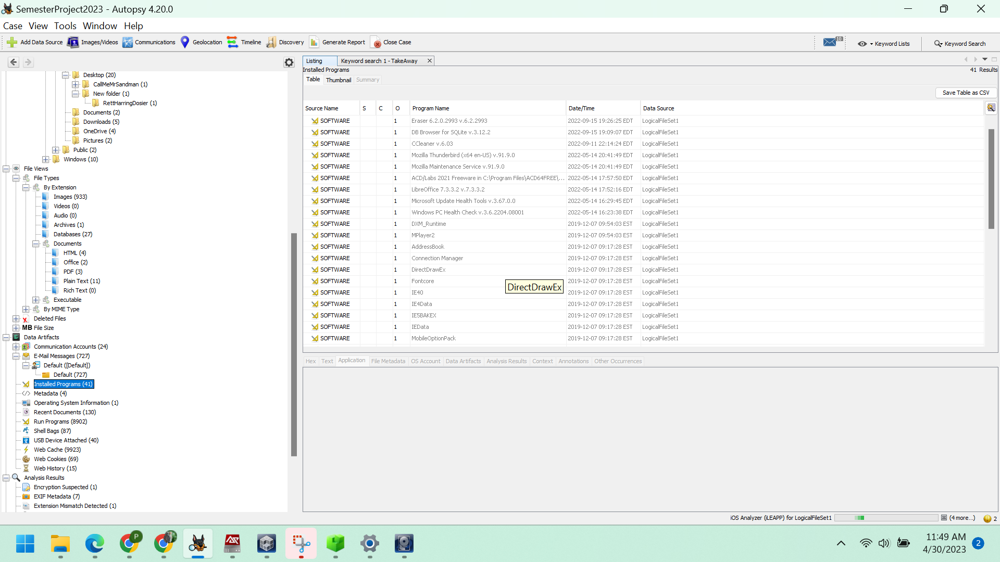 SemesterProject2023 - Autopsy 4.20.0
Case View Tools Window Help
Add Data Source Images/Videos Communications Geolocation Timeline Discovery Generate Report Close Case 10 Keyword Lists Keyword Search
Desktop (20)
CallMeMrSandman (1)
New folder (1)
RettHarringDosier (1)
Documents (2)
Downloads (5)
OneDrive (4)
Pictures (2)
Public (2)
Windows (10)
File Views
File Types
By Extension
Images (933)
Videos (0)
Audio (0)
Archives (1)
Databases (27)
Documents
HTML (4)
Office (2)
PDF (3)
Plain Text (11)
Rich Text (0)
Executable
By MIME Type
Deleted Files
MB File Size
Data Artifacts
Communication Accounts (24)
E-Mail Messages (727)
Default ([Default])
Default (727)
Installed Programs (41)
Metadata (4)
Operating System Information (1)
Recent Documents (130)
Run Programs (8902)
Shell Bags (87)
USB Device Attached (40)
Web Cache (9923)
Web Cookies (69)
Web History (15)
Analysis Results
Encryption Suspected (1)
EXIF Metadata (7)
Extension Mismatch Detected (1)
Listing Keyword search 1 - TakeAway
Installed Programs 41 Results
Table Thumbnail Summary
Save Table as CSV
Source Name S C O Program Name Date/Time Data Source
SOFTWARE 1 Eraser 6.2.0.2993 v.6.2.2993 2022-09-15 19:26:25 EDT LogicalFileSet1
SOFTWARE 1 DB Browser for SQLite v.3.12.2 2022-09-15 19:09:07 EDT LogicalFileSet1
SOFTWARE 1 CCleaner v.6.03 2022-09-11 22:14:24 EDT LogicalFileSet1
SOFTWARE 1 Mozilla Thunderbird (x64 en-US) v.91.9.0 2022-05-14 20:41:49 EDT LogicalFileSet1
SOFTWARE 1 Mozilla Maintenance Service v.91.9.0 2022-05-14 20:41:49 EDT LogicalFileSet1
SOFTWARE 1 ACD/Labs 2021 Freeware in C:\Program Files\ACD64FREE\... 2022-05-14 17:57:50 EDT LogicalFileSet1
SOFTWARE 1 LibreOffice 7.3.3.2 v.7.3.3.2 2022-05-14 17:52:16 EDT LogicalFileSet1
SOFTWARE 1 Microsoft Update Health Tools v.3.67.0.0 2022-05-14 16:29:45 EDT LogicalFileSet1
SOFTWARE 1 Windows PC Health Check v.3.6.2204.08001 2022-05-14 16:23:38 EDT LogicalFileSet1
SOFTWARE 1 DXM_Runtime 2019-12-07 09:54:03 EST LogicalFileSet1
SOFTWARE 1 MPlayer2 2019-12-07 09:54:03 EST LogicalFileSet1
SOFTWARE 1 AddressBook 2019-12-07 09:17:28 EST LogicalFileSet1
SOFTWARE 1 Connection Manager 2019-12-07 09:17:28 EST LogicalFileSet1
SOFTWARE 1 DirectDrawEx 2019-12-07 09:17:28 EST LogicalFileSet1
SOFTWARE 1 Fontcore 2019-12-07 09:17:28 EST LogicalFileSet1
DirectDrawEx
SOFTWARE 1 IE40 2019-12-07 09:17:28 EST LogicalFileSet1
SOFTWARE 1 IE4Data 2019-12-07 09:17:28 EST LogicalFileSet1
SOFTWARE 1 IE5BAKEX 2019-12-07 09:17:28 EST LogicalFileSet1
SOFTWARE 1 IEData 2019-12-07 09:17:28 EST LogicalFileSet1
SOFTWARE 1 MobileOptionPack 2019-12-07 09:17:28 EST LogicalFileSet1
Hex Text Application File Metadata OS Account Data Artifacts Analysis Results Context Annotations Other Occurrences
iOS Analyzer (iLEAPP) for LogicalFileSet1 (4 more...) 2
P
11:49 AM
4/30/2023
2